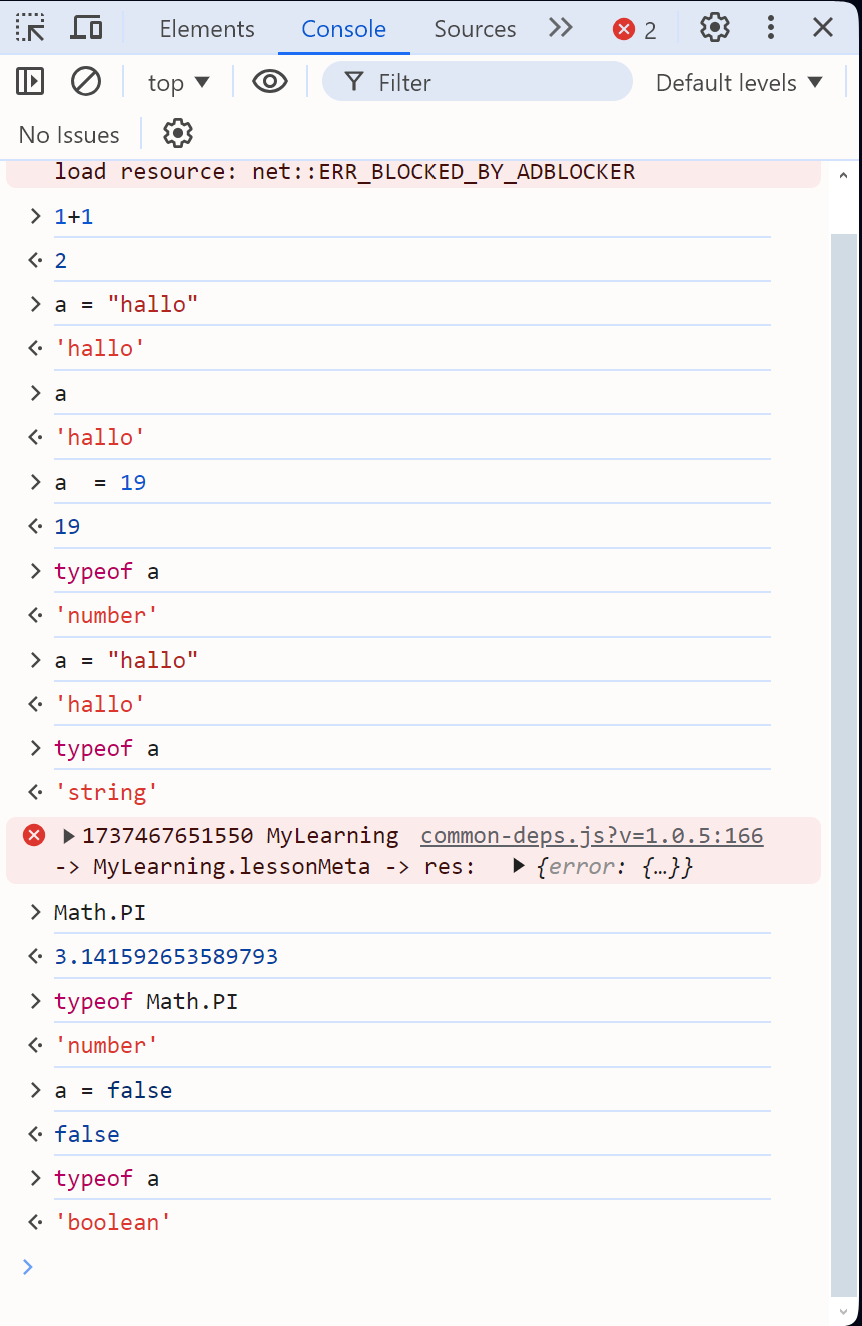 Elements Console Sources 2
top Filter Default levels
No Issues
load resource: net::ERR_BLOCKED_BY_ADBLOCKER
> 1+1
2
> a = "hallo"
'hallo'
> a
'hallo'
> a  = 19
19
> typeof a
'number'
> a = "hallo"
'hallo'
> typeof a
'string'
1737467651550 MyLearning common-deps.js?v=1.0.5:166
-> MyLearning.lessonMeta -> res: {error: {…}}
> Math.PI
3.141592653589793
> typeof Math.PI
'number'
> a = false
false
> typeof a
'boolean'
>